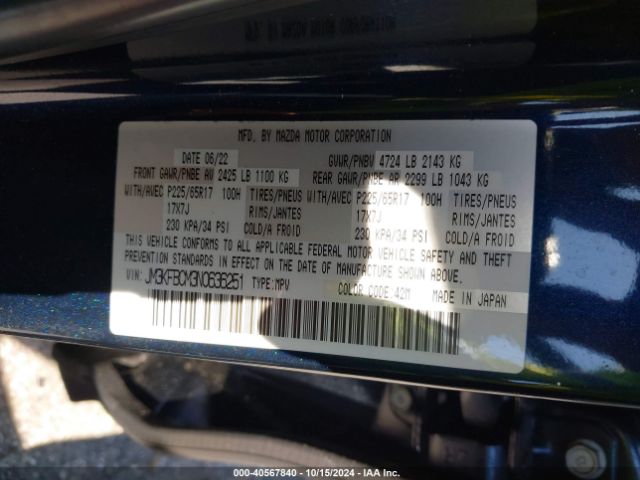 MFD. BY MAZDA MOTOR CORPORATION
DATE 06/22 GVWR/PNBV 4724 LB 2143 KG
FRONT GAWR/PNBE AV 2425 LB 1100 KG REAR GAWR/PNBE AR 2299 LB 1043 KG
WITH/AVEC P225/65R17 100H TIRES/PNEUS WITH/AVEC P225/65R17 100H TIRES/PNEUS
17X7J RIMS/JANTES 17X7J RIMS/JANTES
230 KPA/34 PSI COLD/A FROID 230 KPA/34 PSI COLD/A FROID
THIS VEHICLE CONFORMS TO ALL APPLICABLE FEDERAL MOTOR VEHICLE SAFETY AND THEFT
PREVENTION STANDARDS IN EFFECT ON THE DATE OF MANUFACTURE SHOWN ABOVE.
VIN: JM3KFBCM3N0635251 TYPE: MPV COLOR CODE: 42M MADE IN JAPAN
000-40567840 - 10/15/2024 - IAA Inc.